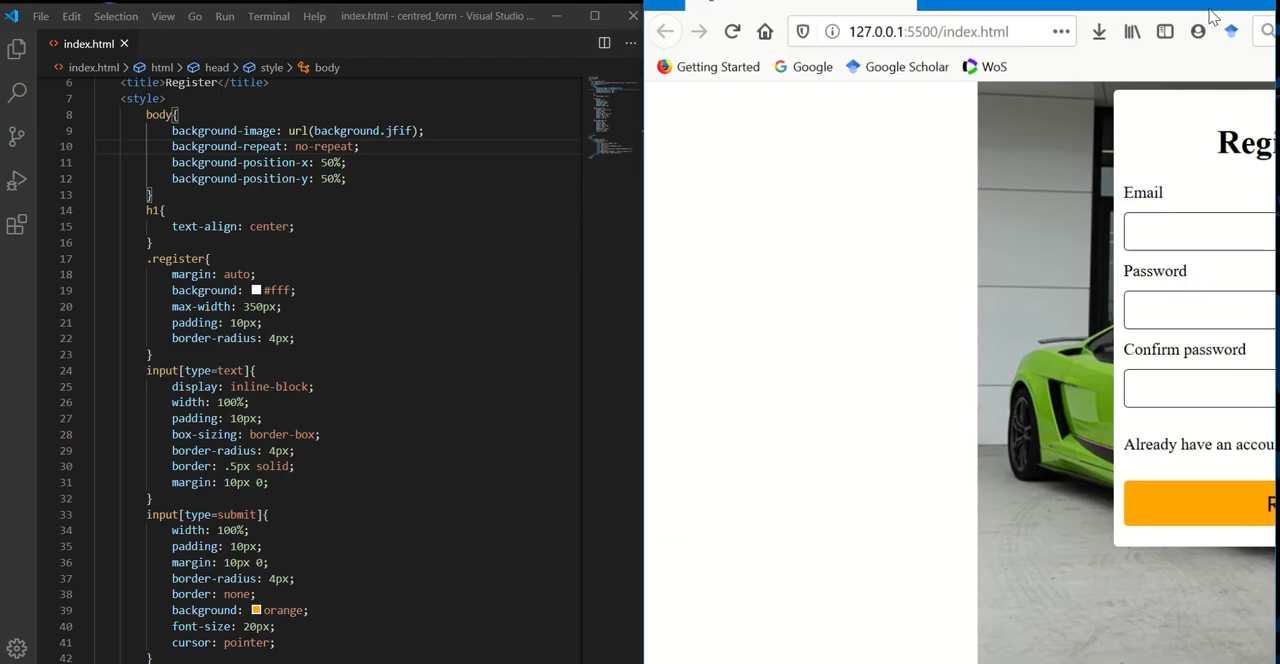 File Edit Selection View Go Run Terminal Help index.html - centred_form - Visual Studio ...
index.html
index.html > html > head > style > body
6 <title>Register</title>
7 <style>
8 body{
9 background-image: url(background.jfif);
10 background-repeat: no-repeat;
11 background-position-x: 50%;
12 background-position-y: 50%;
13 }
14 h1{
15 text-align: center;
16 }
17 .register{
18 margin: auto;
19 background: #fff;
20 max-width: 350px;
21 padding: 10px;
22 border-radius: 4px;
23 }
24 input[type=text]{
25 display: inline-block;
26 width: 100%;
27 padding: 10px;
28 box-sizing: border-box;
29 border-radius: 4px;
30 border: .5px solid;
31 margin: 10px 0;
32 }
33 input[type=submit]{
34 width: 100%;
35 padding: 10px;
36 margin: 10px 0;
37 border-radius: 4px;
38 border: none;
39 background: orange;
40 font-size: 20px;
41 cursor: pointer;
42 }
127.0.0.1:5500/index.html
Getting Started Google Google Scholar WoS
Regi
Email
Password
Confirm password
Already have an accou
R